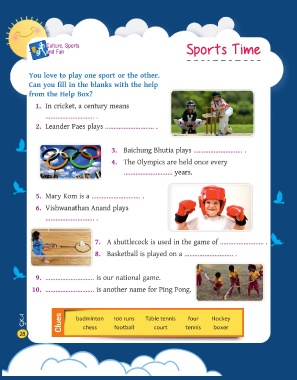 Culture, Sports
and Fun
Sports Time
You love to play one sport or the other.
Can you fill in the blanks with the help
from the Help Box?
1. In cricket, a century means
.......................... .
2. Leander Paes plays .......................... .
3. Baichung Bhutia plays .......................... .
4. The Olympics are held once every
.......................... years.
5. Mary Kom is a .......................... .
6. Vishwanathan Anand plays
.......................... .
7. A shuttlecock is used in the game of .......................... .
8. Basketball is played on a .......................... .
9. .......................... is our national game.
10. .......................... is another name for Ping Pong.
Clues
badminton 100 runs Table tennis four Hockey
chess football court tennis boxer
GK-1
28